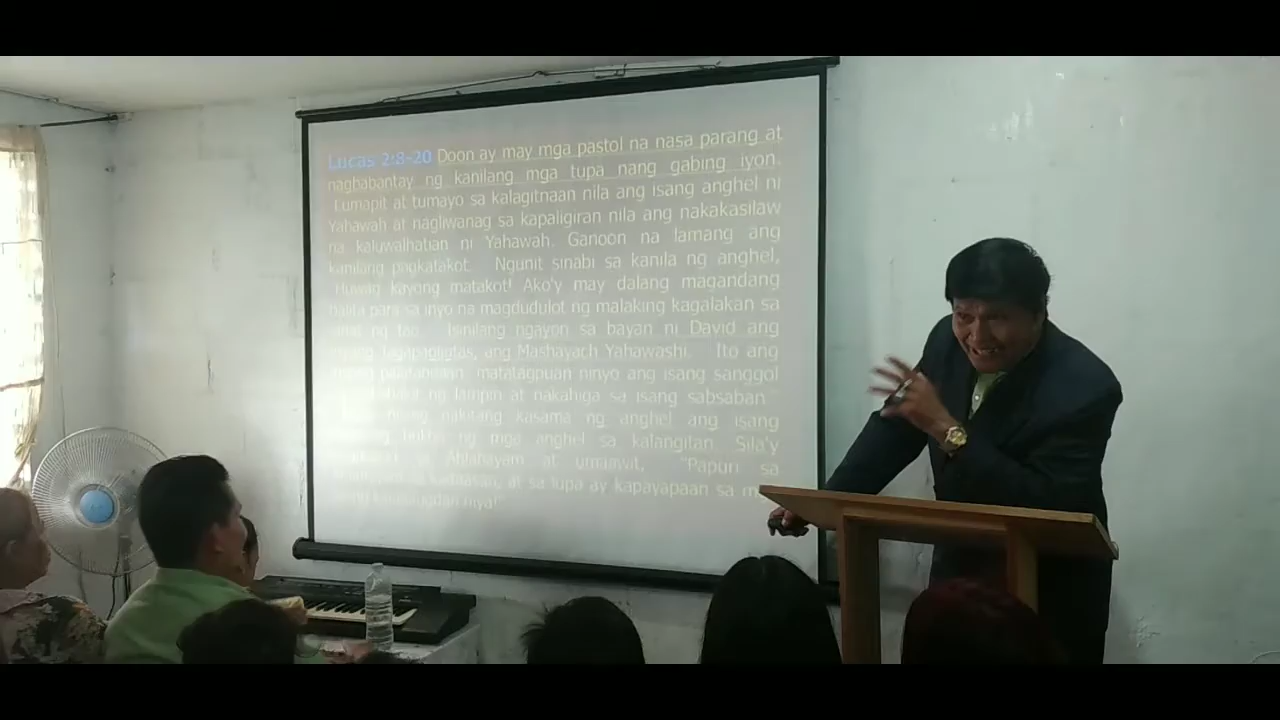 Lucas 2:8-20 Doon ay may mga pastol na nasa parang at
nagbabantay ng kanilang mga tupa nang gabing iyon.
Lumapit at tumayo sa kalagitnaan nila ang isang anghel ni
Yahawah at nagliwanag sa kapaligiran nila ang nakakasilaw
na kaluwalhatian ni Yahawah. Ganoon na lamang ang
kanilang pagkatakot. Ngunit sinabi sa kanila ng anghel,
"Huwag kayong matakot! Ako'y may dalang magandang
balita para sa inyo na magdudulot ng malaking kagalakan sa
ng tao. Isinilang ngayon sa bayan ni David ang
tagapagligtas, ang Mashayach Yahawashi. Ito ang
matatagpuan ninyo ang isang sanggol
ng lampin at nakahiga sa isang sabsaban.
nakitang kasama ng anghel ang isang
hukbo ng mga anghel sa kalangitan. Sila'y
Ahlahayam at umaawit, "Papuri sa
kaitaasan, at sa lupa ay kapayapaan sa
niya!"